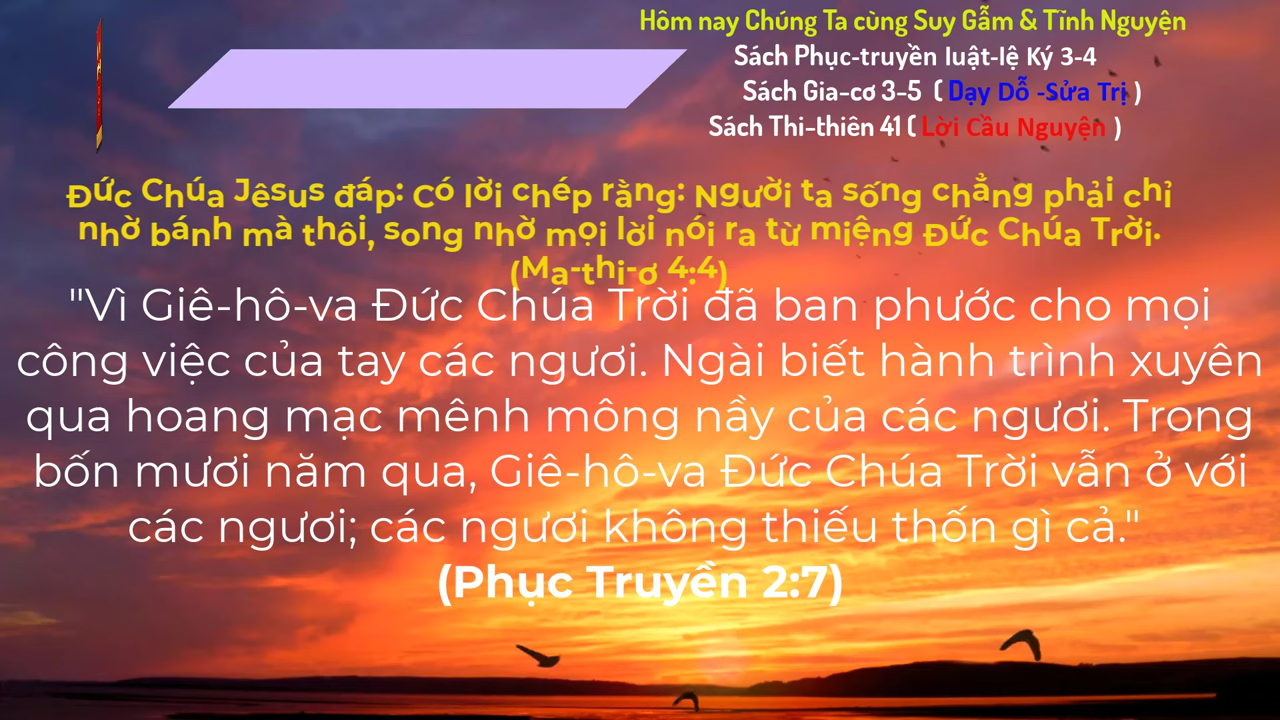 Hôm nay Chúng Ta cùng Suy Gẫm & Tĩnh Nguyện
Sách Phục-truyền luật-lệ Ký 3-4
Sách Gia-cơ 3-5 ( Dạy Dỗ -Sửa Trị )
Sách Thi-thiên 41 ( Lời Cầu Nguyện )
Đức Chúa Jêsus đáp: Có lời chép rằng: Người ta sống chẳng phải chỉ
nhờ bánh mà thôi, song nhờ mọi lời nói ra từ miệng Đức Chúa Trời.
(Ma-thi-ơ 4:4)
"Vì Giê-hô-va Đức Chúa Trời đã ban phước cho mọi
công việc của tay các ngươi. Ngài biết hành trình xuyên
qua hoang mạc mênh mông nầy của các ngươi. Trong
bốn mươi năm qua, Giê-hô-va Đức Chúa Trời vẫn ở với
các ngươi; các ngươi không thiếu thốn gì cả."
(Phục Truyền 2:7)